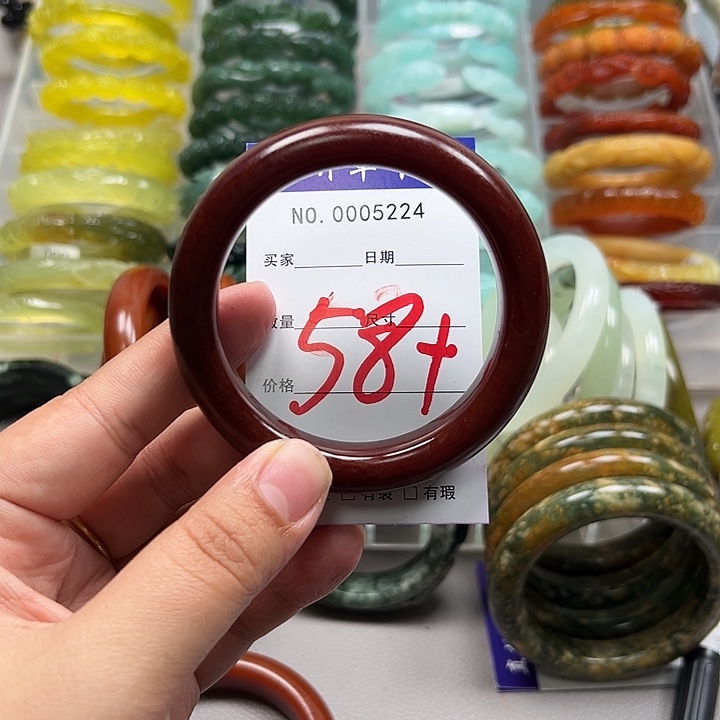 NO. 0005224
买家 日期
数量 尺寸
58+
价格
有裂 □ 有瑕